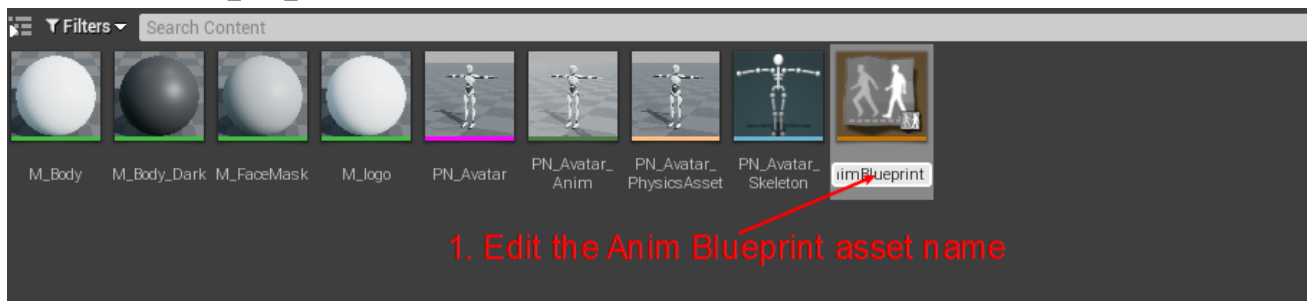 Filters
Search Content
M_Body
M_Body_Dark
M_FaceMask
M_logo
PN_Avatar
PN_Avatar_
Anim
PN_Avatar_
PhysicsAsset
PN_Avatar_
Skeleton
imBlueprint
1. Edit the Anim Blueprint asset name